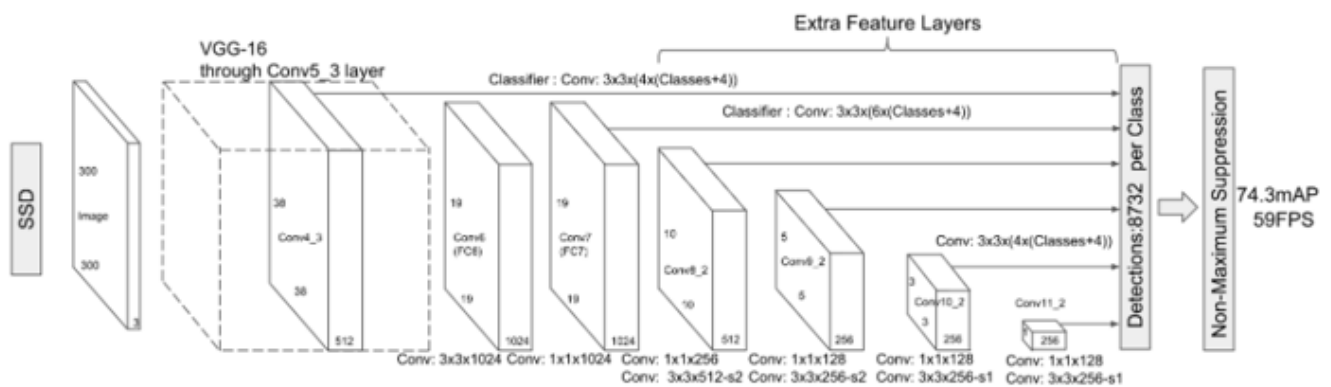 Extra Feature Layers
VGG-16
through Conv5_3 layer
Classifier : Conv: 3x3x(4x(Classes+4))
Classifier : Conv: 3x3x(6x(Classes+4))
SSD
300
Image
300
3
38
Conv4_3
38
512
19
Conv6
(FC6)
19
1024
19
Conv7
(FC7)
19
1024
10
Conv8_2
10
512
5
Conv9_2
5
256
Conv: 3x3x(4x(Classes+4))
3
Conv10_2
3
256
Conv11_2
256
Detections:8732 per Class
Non-Maximum Suppression
74.3mAP
59FPS
Conv: 3x3x1024
Conv: 1x1x1024
Conv: 1x1x256
Conv: 3x3x512-s2
Conv: 1x1x128
Conv: 3x3x256-s2
Conv: 1x1x128
Conv: 3x3x256-s1
Conv: 1x1x128
Conv: 3x3x256-s1